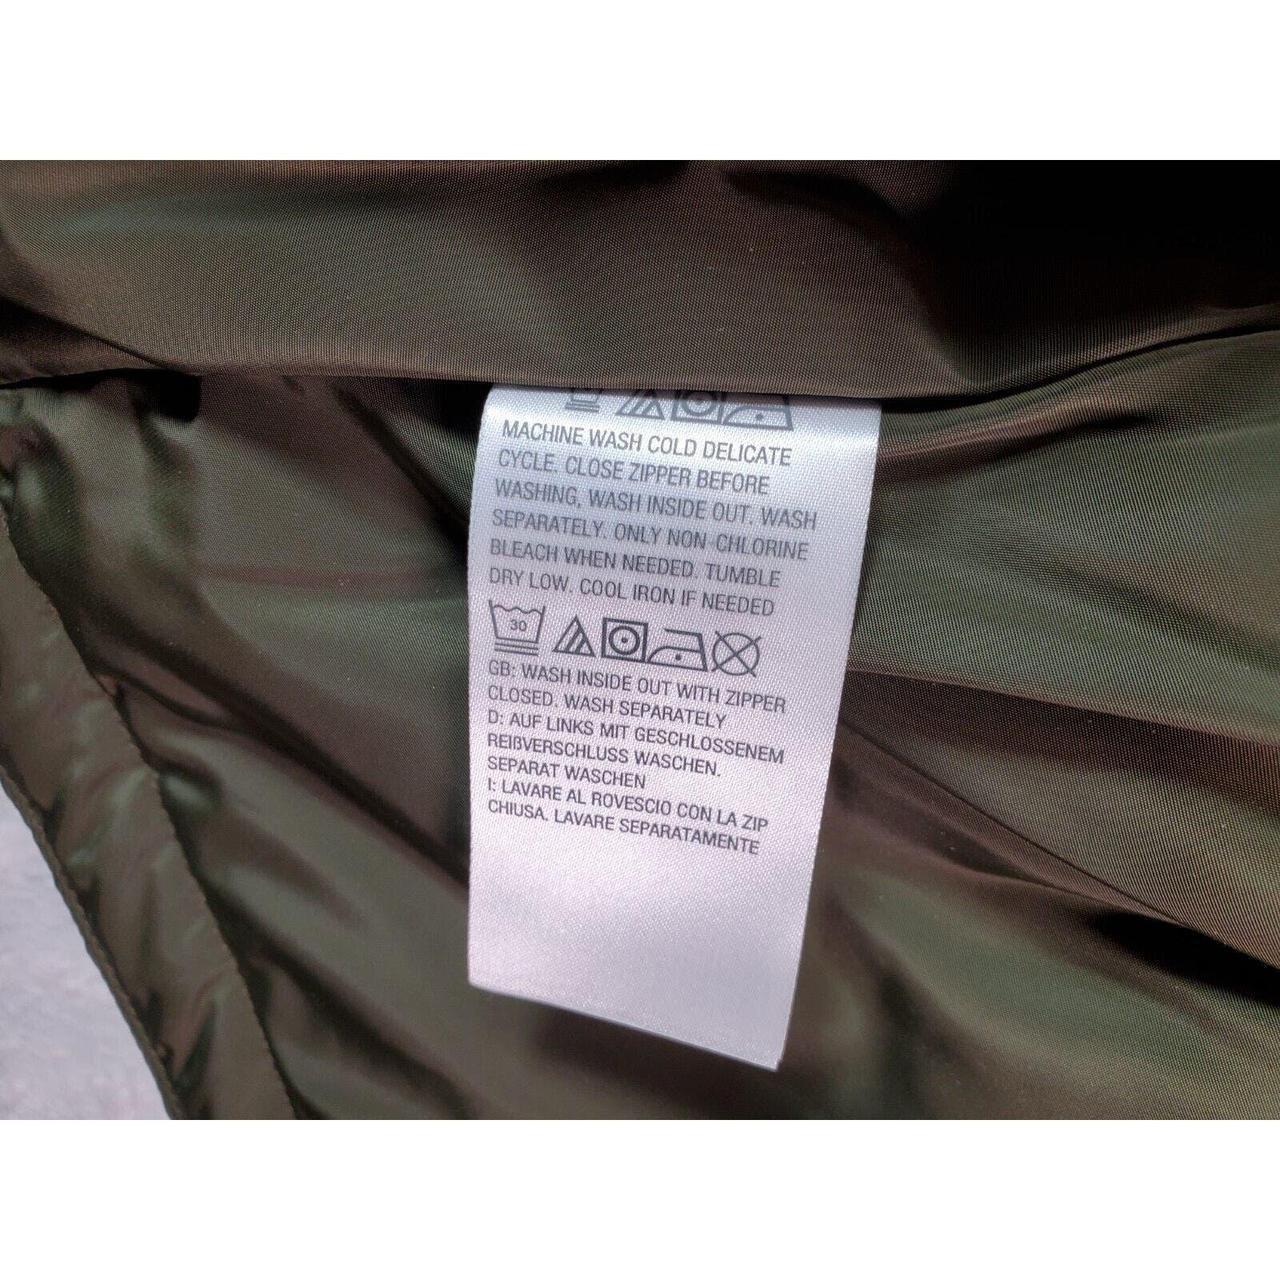 MACHINE WASH COLD DELICATE
CYCLE. CLOSE ZIPPER BEFORE
WASHING, WASH INSIDE OUT. WASH
SEPARATELY. ONLY NON-CHLORINE
BLEACH WHEN NEEDED. TUMBLE
DRY LOW. COOL IRON IF NEEDED
30
GB: WASH INSIDE OUT WITH ZIPPER
CLOSED. WASH SEPARATELY
D: AUF LINKS MIT GESCHLOSSENEM
REIßVERSCHLUSS WASCHEN.
SEPARAT WASCHEN
I: LAVARE AL ROVESCIO CON LA ZIP
CHIUSA. LAVARE SEPARATAMENTE